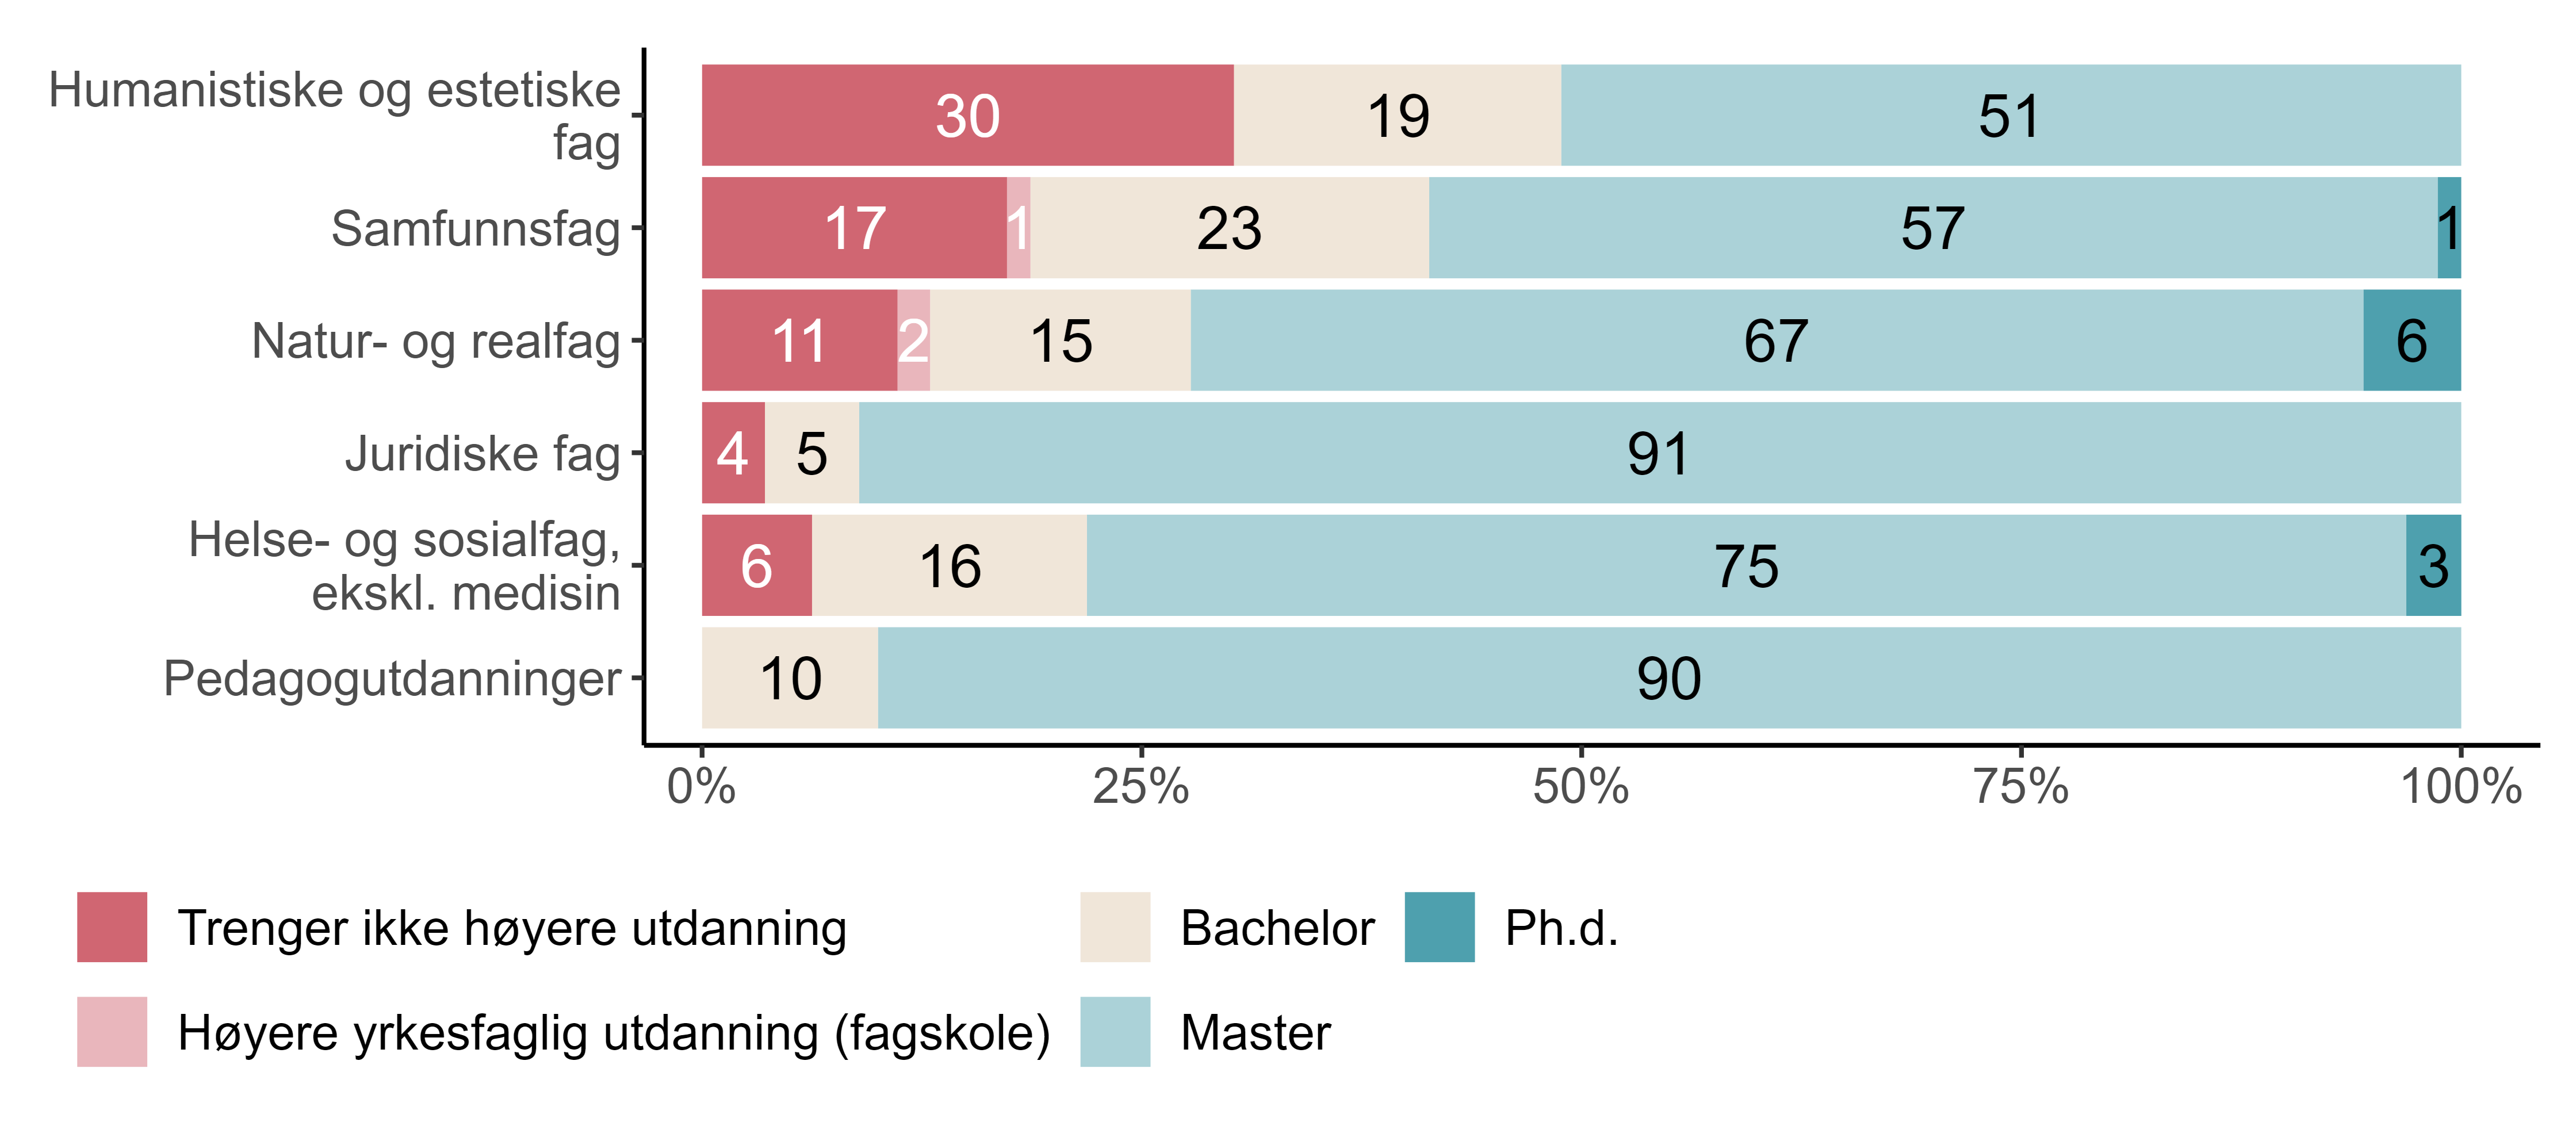 Humanistiske og estetiske
fag
30 19 51
Samfunnsfag
17 1 23 57 1
Natur- og realfag
11 2 15 67 6
Juridiske fag
4 5 91
Helse- og sosialfag,
ekskl. medisin
6 16 75 3
Pedagogutdanninger
10 90
0% 25% 50% 75% 100%
Trenger ikke høyere utdanning
Høyere yrkesfaglig utdanning (fagskole)
Bachelor
Master
Ph.d.